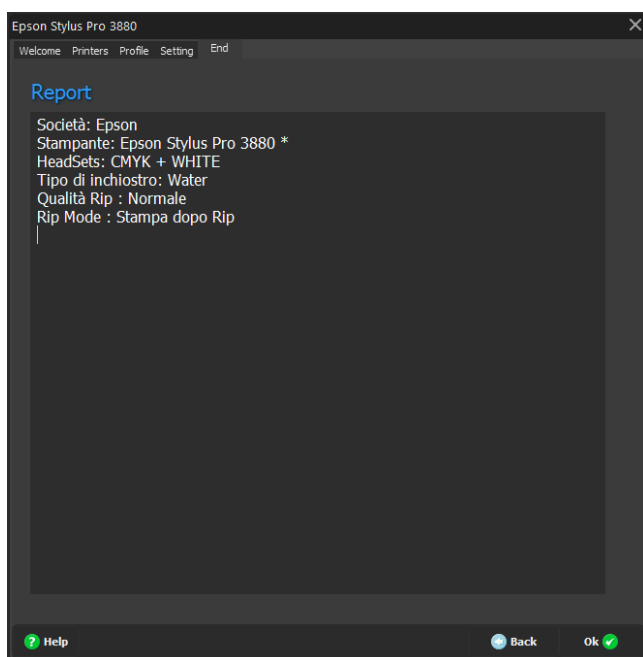 Epson Stylus Pro 3880
Welcome Printers Profile Setting End
Report
Società: Epson
Stampante: Epson Stylus Pro 3880 *
HeadSets: CMYK + WHITE
Tipo di inchiostro: Water
Qualità Rip : Normale
Rip Mode : Stampa dopo Rip
? Help Back Ok